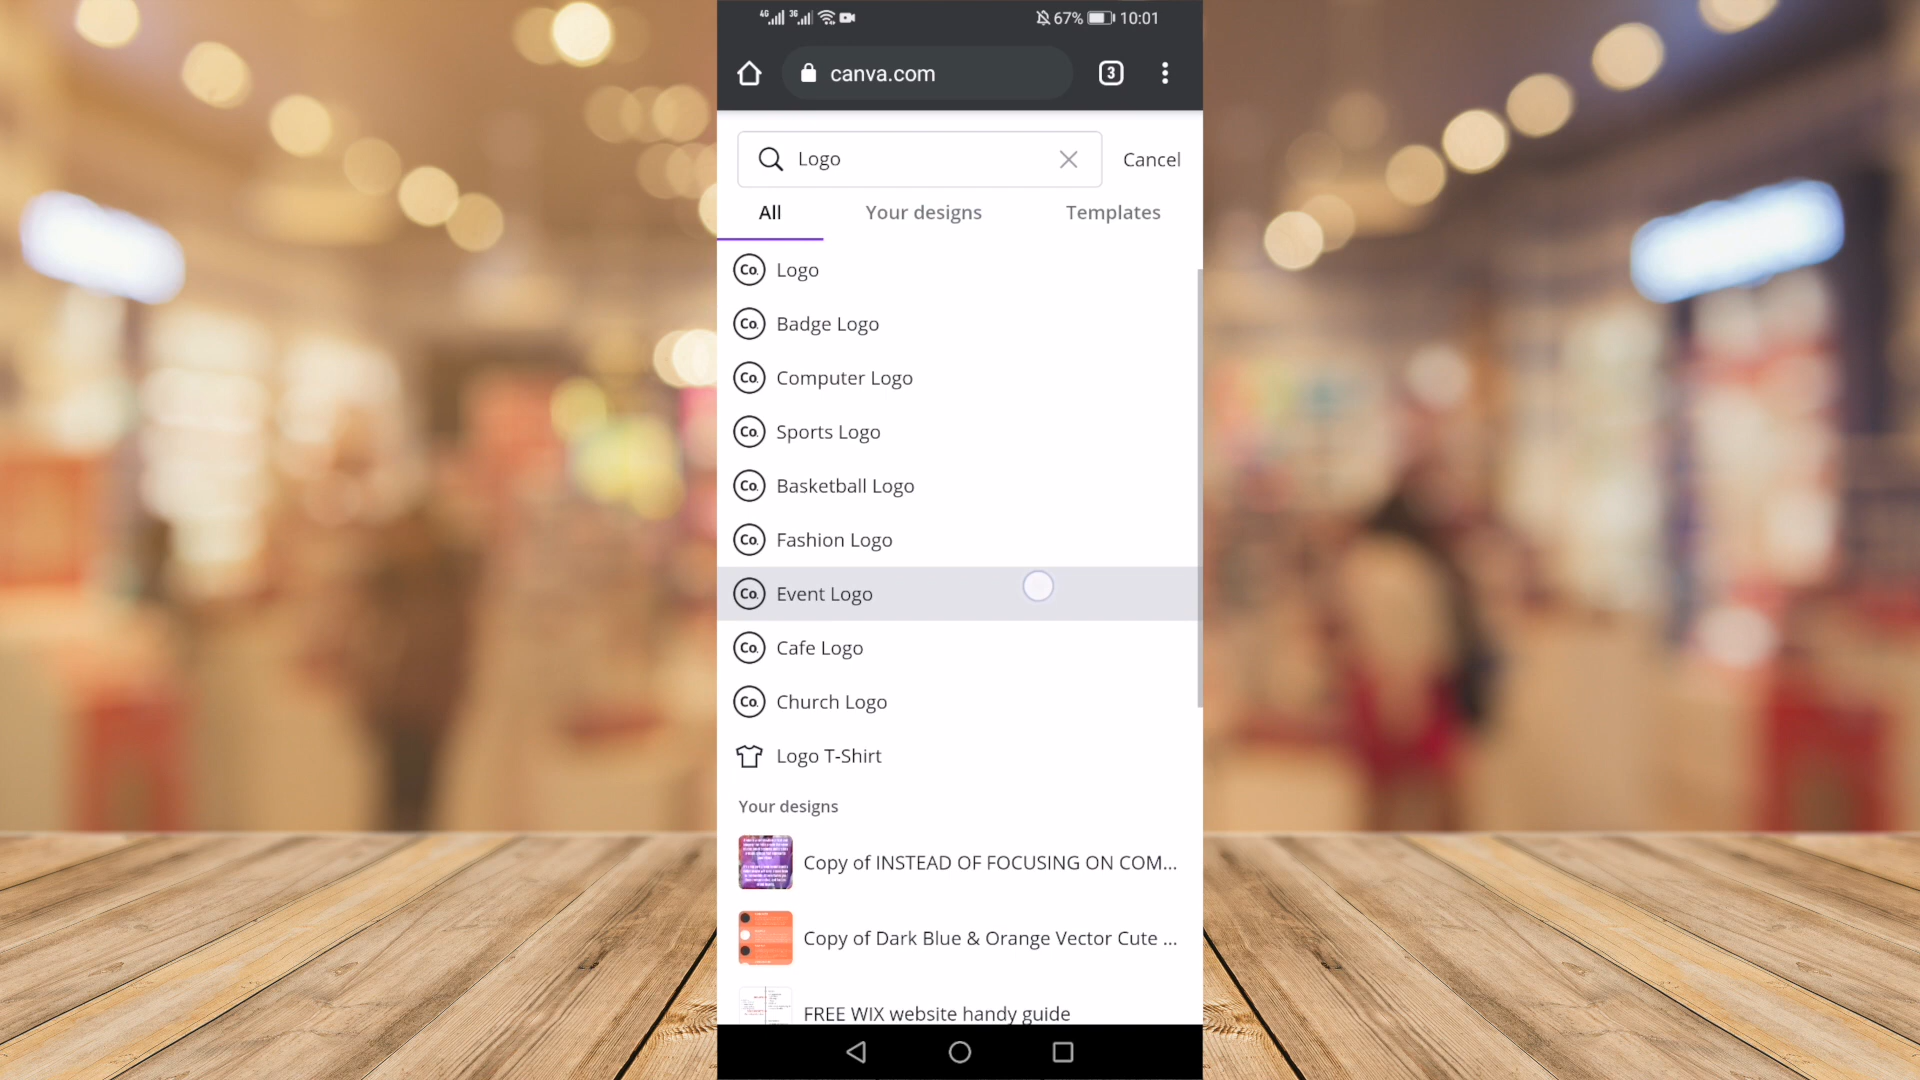 4G 3G 67% 10:01
canva.com 3
Logo Cancel
All Your designs Templates
Co. Logo
Co. Badge Logo
Co. Computer Logo
Co. Sports Logo
Co. Basketball Logo
Co. Fashion Logo
Co. Event Logo
Co. Cafe Logo
Co. Church Logo
Logo T-Shirt
Your designs
Copy of INSTEAD OF FOCUSING ON COM...
Copy of Dark Blue & Orange Vector Cute ...
FREE WIX website handy guide